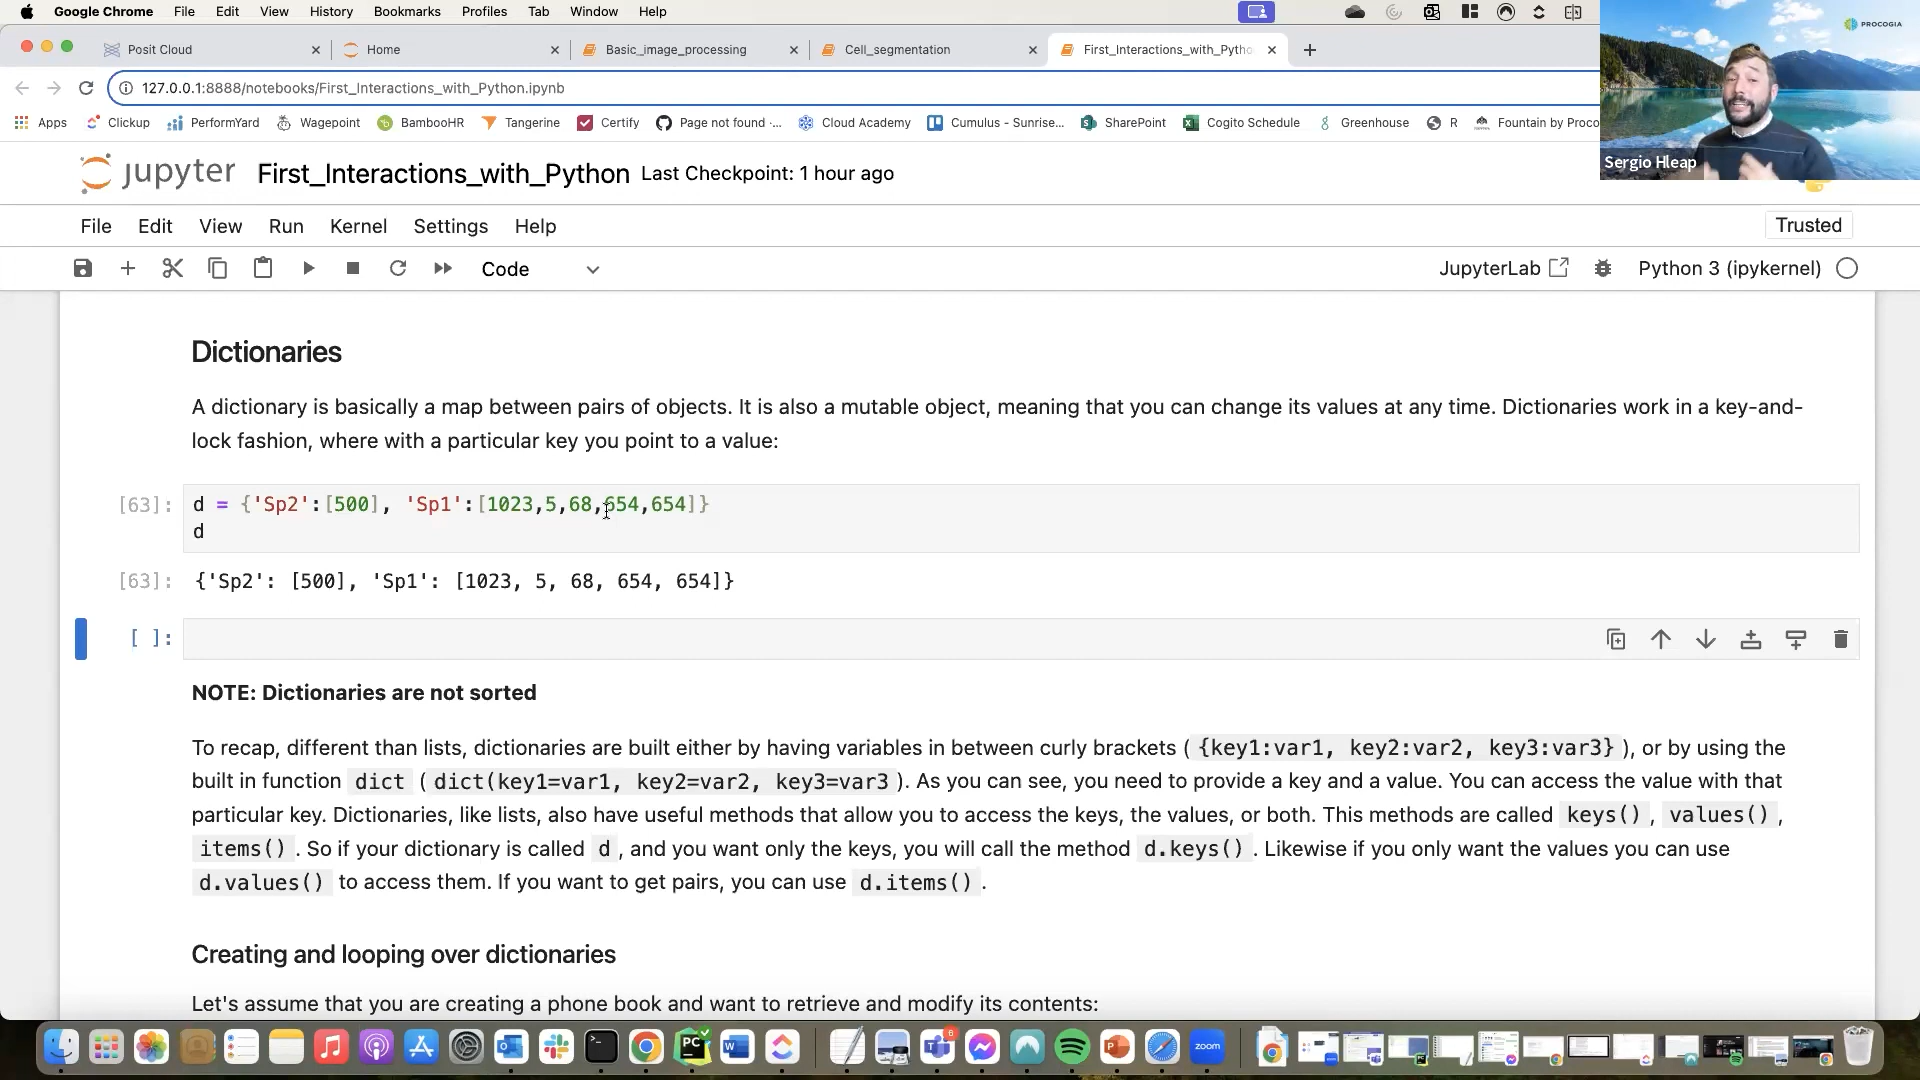 Google Chrome File Edit View History Bookmarks Profiles Tab Window Help
PROCOGIA
Posit Cloud Home Basic_image_processing Cell_segmentation First_Interactions_with_Pytho
127.0.0.1:8888/notebooks/First_Interactions_with_Python.ipynb
Apps Clickup PerformYard Wagepoint BambooHR Tangerine Certify Page not found -... Cloud Academy Cumulus - Sunrise... SharePoint Cogito Schedule Greenhouse R Fountain by Proco
Sergio Hleap
jupyter First_Interactions_with_Python Last Checkpoint: 1 hour ago
File Edit View Run Kernel Settings Help Trusted
Code JupyterLab Python 3 (ipykernel)
Dictionaries
A dictionary is basically a map between pairs of objects. It is also a mutable object, meaning that you can change its values at any time. Dictionaries work in a key-and-
lock fashion, where with a particular key you point to a value:
[63]: d = {'Sp2':[500], 'Sp1':[1023,5,68,654,654]}
d
[63]: {'Sp2': [500], 'Sp1': [1023, 5, 68, 654, 654]}
[ ]:
NOTE: Dictionaries are not sorted
To recap, different than lists, dictionaries are built either by having variables in between curly brackets ( {key1:var1, key2:var2, key3:var3} ), or by using the
built in function dict ( dict(key1=var1, key2=var2, key3=var3 ). As you can see, you need to provide a key and a value. You can access the value with that
particular key. Dictionaries, like lists, also have useful methods that allow you to access the keys, the values, or both. This methods are called keys() , values() ,
items() . So if your dictionary is called d , and you want only the keys, you will call the method d.keys() . Likewise if you only want the values you can use
d.values() to access them. If you want to get pairs, you can use d.items() .
Creating and looping over dictionaries
Let's assume that you are creating a phone book and want to retrieve and modify its contents:
PC W 6 P zoom